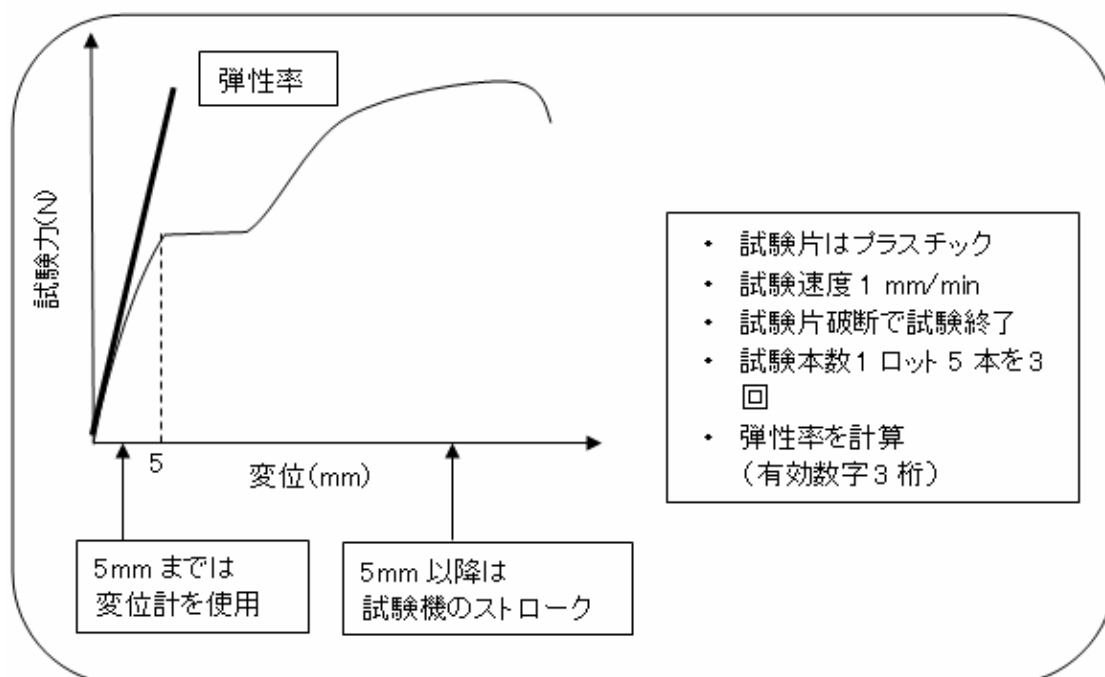 弾性率
試験力(N)
5
変位(mm)
5mm までは
変位計を使用
5mm 以降は
試験機のストローク
・ 試験片はプラスチック
・ 試験速度1 mm/min
・ 試験片破断で試験終了
・ 試験本数1 ロット 5 本を3
回
・ 弾性率を計算
(有効数字3 桁)